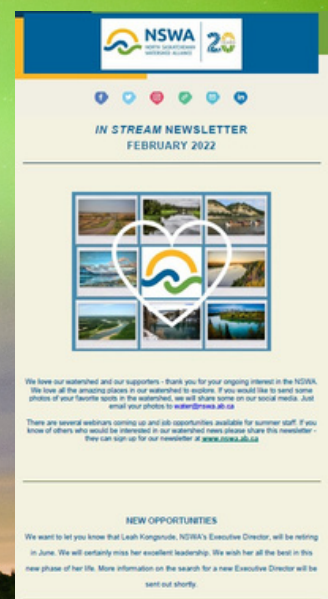 NSWA
NORTH SASKATCHEWAN
WATERSHED ALLIANCE
20
IN STREAM NEWSLETTER
FEBRUARY 2022
We love our watershed and our supporters - thank you for your ongoing interest in the NSWA.
We love all the amazing places in our watershed to explore. If you would like to send some
photos of your favorite spots in the watershed, we will share some on our social media. Just
email your photos to water@nswa.ab.ca
There are several webinars coming up and job opportunities available for summer staff. If you
know of others who would be interested in our watershed news please share this newsletter -
they can sign up for our newsletter at www.nswa.ab.ca
NEW OPPORTUNITIES
We want to let you know that Leah Kongsrude, NSWA's Executive Director, will be retiring
in June. We will certainly miss her excellent leadership. We wish her all the best in this
new phase of her life. More information on the search for a new Executive Director will be
sent out shortly.